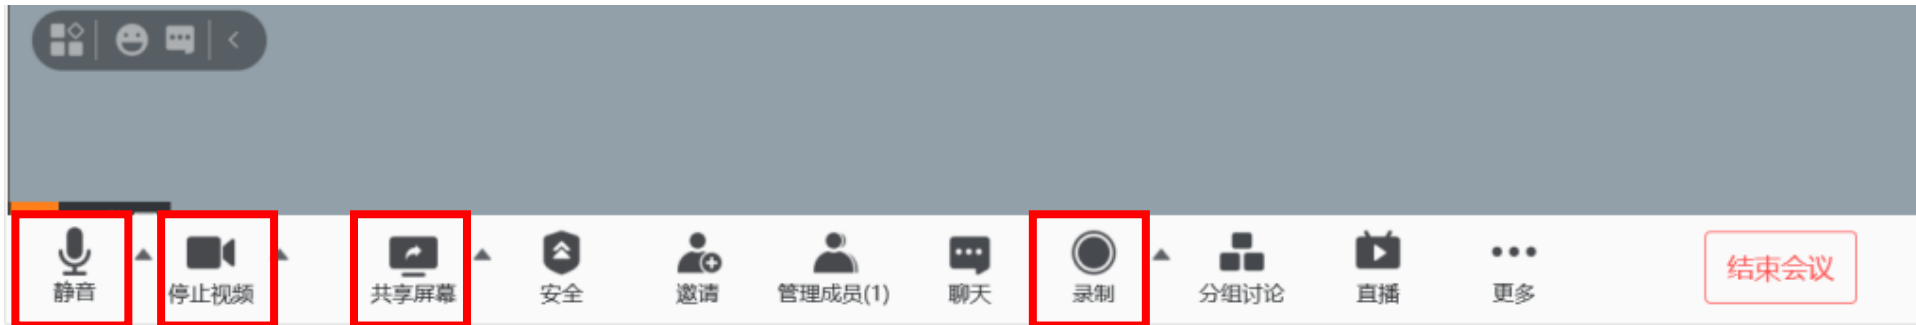 静音
停止视频
共享屏幕
安全
邀请
管理成员(1)
聊天
录制
分组讨论
直播
更多
结束会议